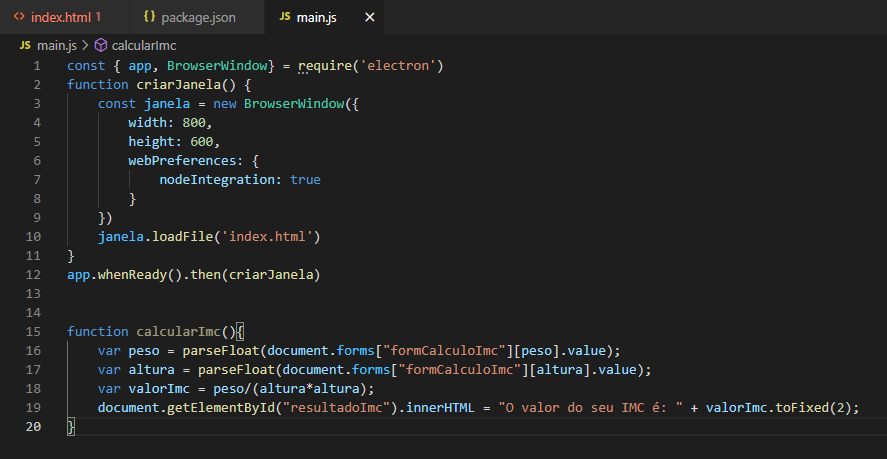 <> index.html 1 {} package.json JS main.js ×
JS main.js > calcularImc
1 const { app, BrowserWindow} = require('electron')
2 function criarJanela() {
3     const janela = new BrowserWindow({
4         width: 800,
5         height: 600,
6         webPreferences: {
7             nodeIntegration: true
8         }
9     })
10     janela.loadFile('index.html')
11 }
12 app.whenReady().then(criarJanela)
13
14
15 function calcularImc(){
16     var peso = parseFloat(document.forms["formCalculoImc"][peso].value);
17     var altura = parseFloat(document.forms["formCalculoImc"][altura].value);
18     var valorImc = peso/(altura*altura);
19     document.getElementById("resultadoImc").innerHTML = "O valor do seu IMC é: " + valorImc.toFixed(2);
20 }